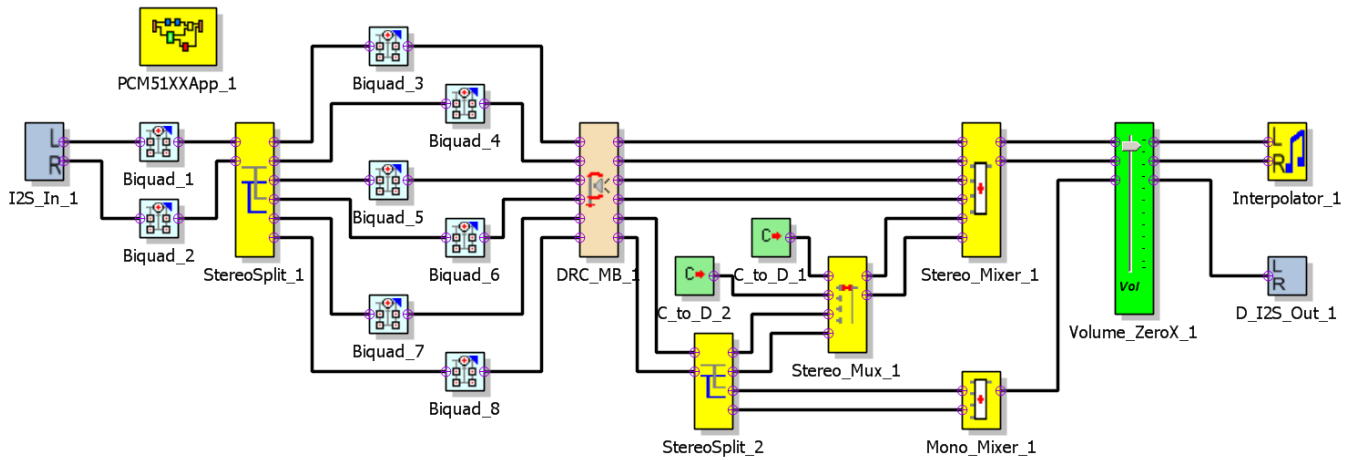 PCM51XXApp_1
Biquad_3
Biquad_4
L
R
I2S_In_1
Biquad_1
Biquad_2
StereoSplit_1
Biquad_5
Biquad_6
Biquad_7
Biquad_8
DRC_MB_1
C
C_to_D_1
C
C_to_D_2
Stereo_Mux_1
StereoSplit_2
Stereo_Mixer_1
Mono_Mixer_1
Vol
Volume_ZeroX_1
L
R
Interpolator_1
L
R
D_I2S_Out_1